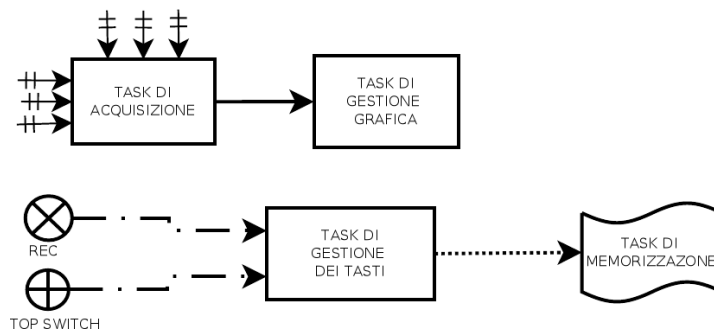 TASK DI
ACQUISIZIONE
TASK DI
GESTIONE
GRAFICA
REC
TASK DI
GESTIONE
DEI TASTI
TASK DI
MEMORIZZAZONE
TOP SWITCH